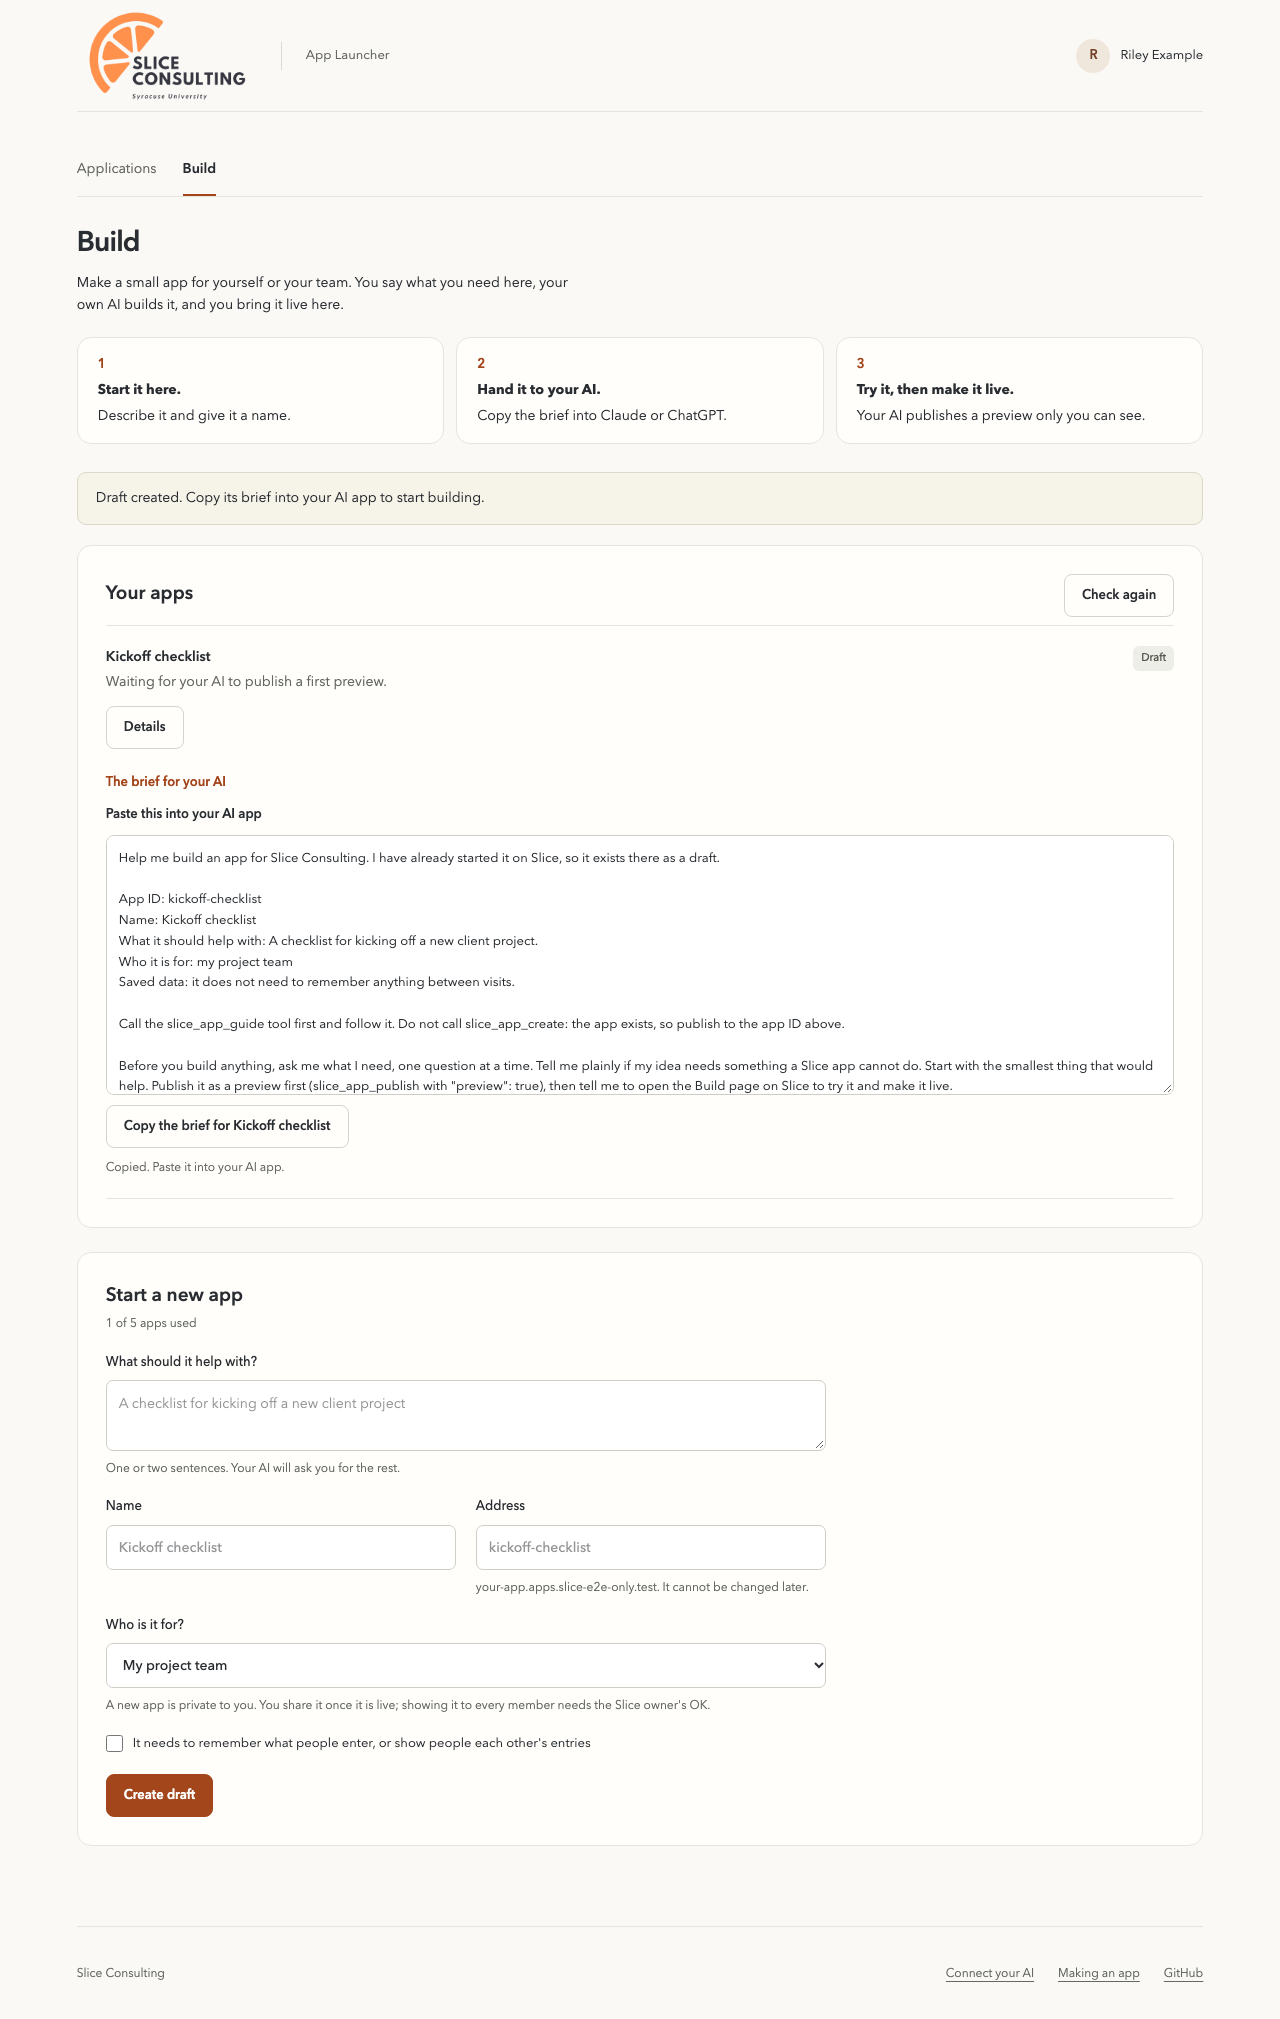 SLICE
CONSULTING
Syracuse University
App Launcher
R
Riley Example
Applications
Build
Build
Make a small app for yourself or your team. You say what you need here, your
own AI builds it, and you bring it live here.
1
Start it here.
Describe it and give it a name.
2
Hand it to your AI.
Copy the brief into Claude or ChatGPT.
3
Try it, then make it live.
Your AI publishes a preview only you can see.
Draft created. Copy its brief into your AI app to start building.
Your apps
Check again
Kickoff checklist
Draft
Waiting for your AI to publish a first preview.
Details
The brief for your AI
Paste this into your AI app
Help me build an app for Slice Consulting. I have already started it on Slice, so it exists there as a draft.
App ID: kickoff-checklist
Name: Kickoff checklist
What it should help with: A checklist for kicking off a new client project.
Who it is for: my project team
Saved data: it does not need to remember anything between visits.
Call the slice_app_guide tool first and follow it. Do not call slice_app_create: the app exists, so publish to the app ID above.
Before you build anything, ask me what I need, one question at a time. Tell me plainly if my idea needs something a Slice app cannot do. Start with the smallest thing that would
help. Publish it as a preview first (slice_app_publish with "preview": true), then tell me to open the Build page on Slice to try it and make it live.
Copy the brief for Kickoff checklist
Copied. Paste it into your AI app.
Start a new app
1 of 5 apps used
What should it help with?
A checklist for kicking off a new client project
One or two sentences. Your AI will ask you for the rest.
Name
Address
Kickoff checklist
kickoff-checklist
your-app.apps.slice-e2e-only.test. It cannot be changed later.
Who is it for?
My project team
A new app is private to you. You share it once it is live; showing it to every member needs the Slice owner's OK.
It needs to remember what people enter, or show people each other's entries
Create draft
Slice Consulting
Connect your AI
Making an app
GitHub